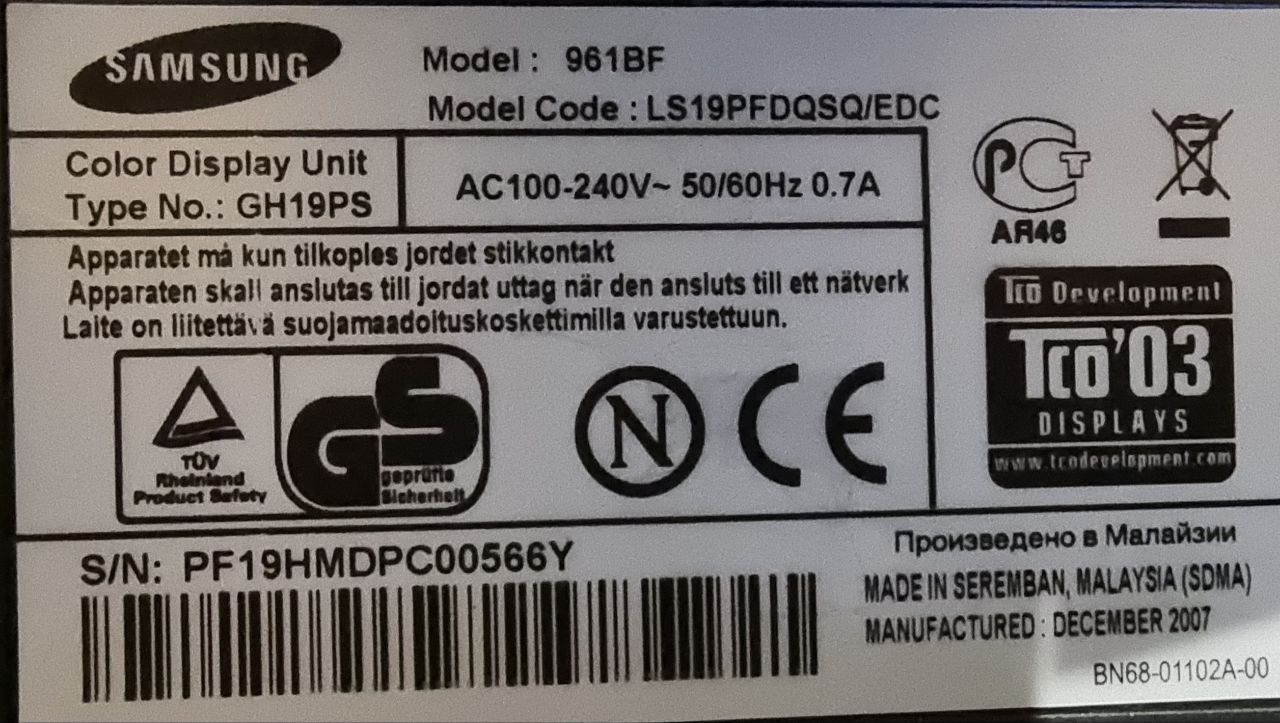 SAMSUNG
Model : 961BF
Model Code : LS19PFDQSQ/EDC
Color Display Unit
Type No.: GH19PS
AC100-240V~ 50/60Hz 0.7A
PCT
АЯ46
Apparatet må kun tilkoples jordet stikkontakt
Apparaten skall anslutas till jordat uttag när den ansluts till ett nätverk
Laite on liitettävä suojamaadoituskoskettimilla varustettuun.
TCO Development
TCO'03
DISPLAYS
www.tcodevelopment.com
TÜV
Rheinland
Product Safety
GS
geprüfte
Sicherheit
N
CE
S/N: PF19HMDPC00566Y
Произведено в Малайзии
MADE IN SEREMBAN, MALAYSIA (SDMA)
MANUFACTURED : DECEMBER 2007
BN68-01102A-00